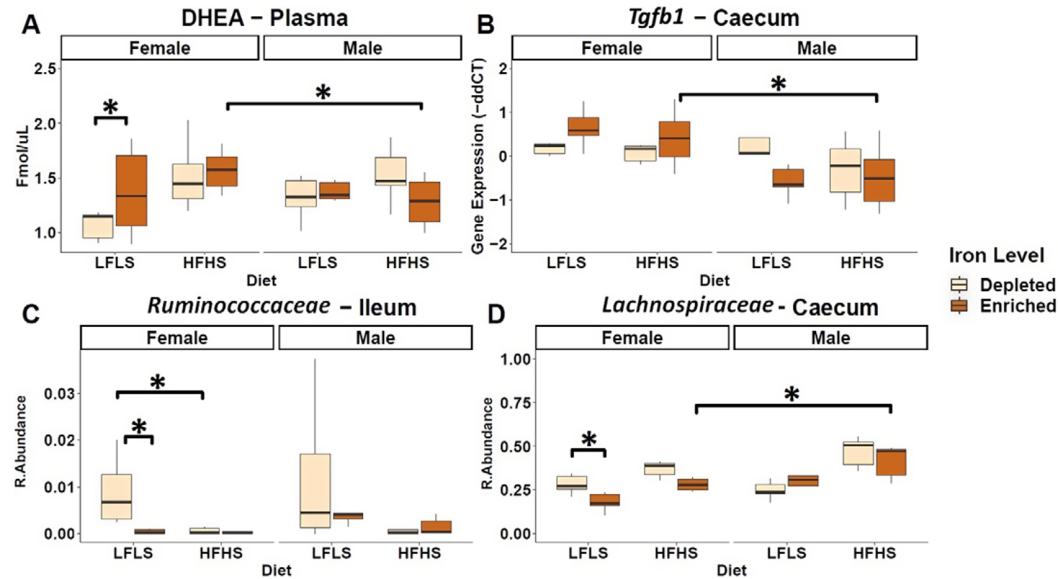 A
DHEA – Plasma
Female
Male
Fmol/uL
2.5
2.0
1.5
1.0
*
*
LFLS
HFHS
LFLS
HFHS
Diet
B
Tgfb1 – Caecum
Female
Male
Gene Expression (−ddCT)
2
1
0
−1
−2
*
LFLS
HFHS
LFLS
HFHS
Diet
Iron Level
Depleted
Enriched
C
Ruminococcaceae – Ileum
Female
Male
R.Abundance
0.03
0.02
0.01
0.00
*
*
LFLS
HFHS
LFLS
HFHS
Diet
D
Lachnospiraceae - Caecum
Female
Male
R.Abundance
1.00
0.75
0.50
0.25
0.00
*
*
LFLS
HFHS
LFLS
HFHS
Diet